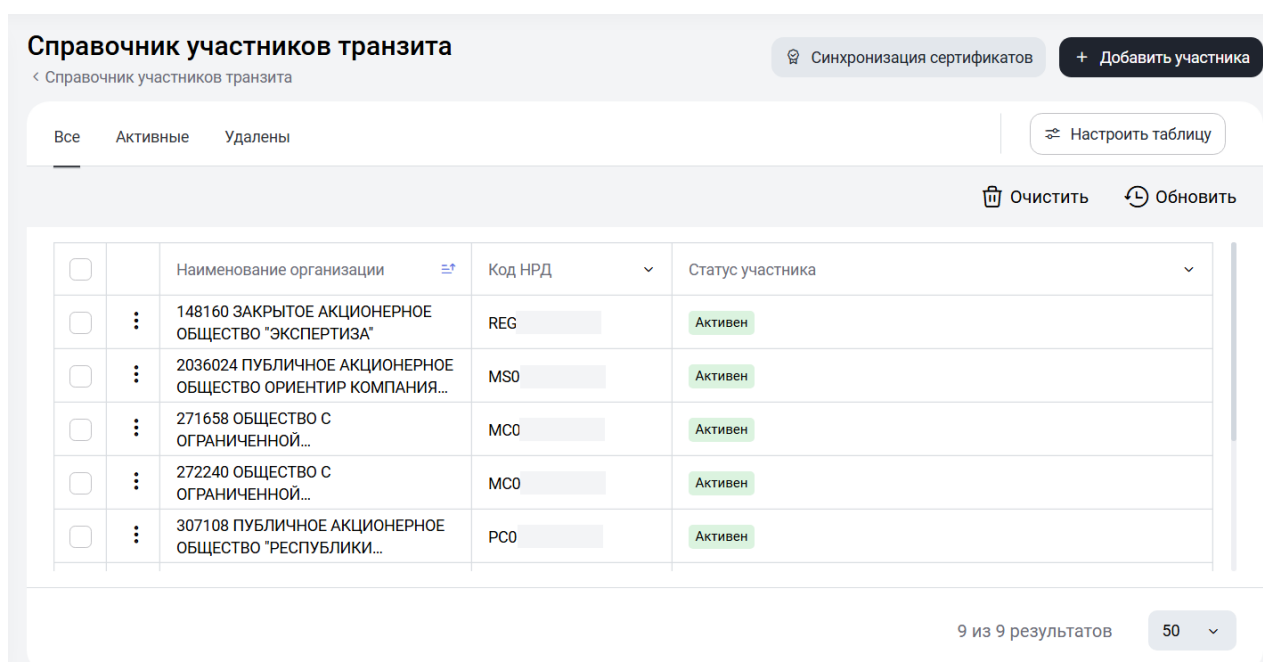 Справочник участников транзита
Синхронизация сертификатов
+ Добавить участника
< Справочник участников транзита
Все Активные Удалены
Настроить таблицу
Очистить Обновить
Наименование организации Код НРД Статус участника
148160 ЗАКРЫТОЕ АКЦИОНЕРНОЕ
ОБЩЕСТВО "ЭКСПЕРТИЗА"
REG
Активен
2036024 ПУБЛИЧНОЕ АКЦИОНЕРНОЕ
ОБЩЕСТВО ОРИЕНТИР КОМПАНИЯ...
MS0
Активен
271658 ОБЩЕСТВО С
ОГРАНИЧЕННОЙ...
MC0
Активен
272240 ОБЩЕСТВО С
ОГРАНИЧЕННОЙ...
MC0
Активен
307108 ПУБЛИЧНОЕ АКЦИОНЕРНОЕ
ОБЩЕСТВО "РЕСПУБЛИКИ...
PC0
Активен
9 из 9 результатов 50